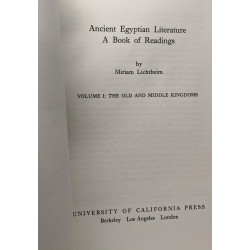 Ancient Egyptian Literature
A Book of Readings
by
Miriam Lichtheim
VOLUME I: THE OLD AND MIDDLE KINGDOMS
UNIVERSITY OF CALIFORNIA PRESS
Berkeley Los Angeles London